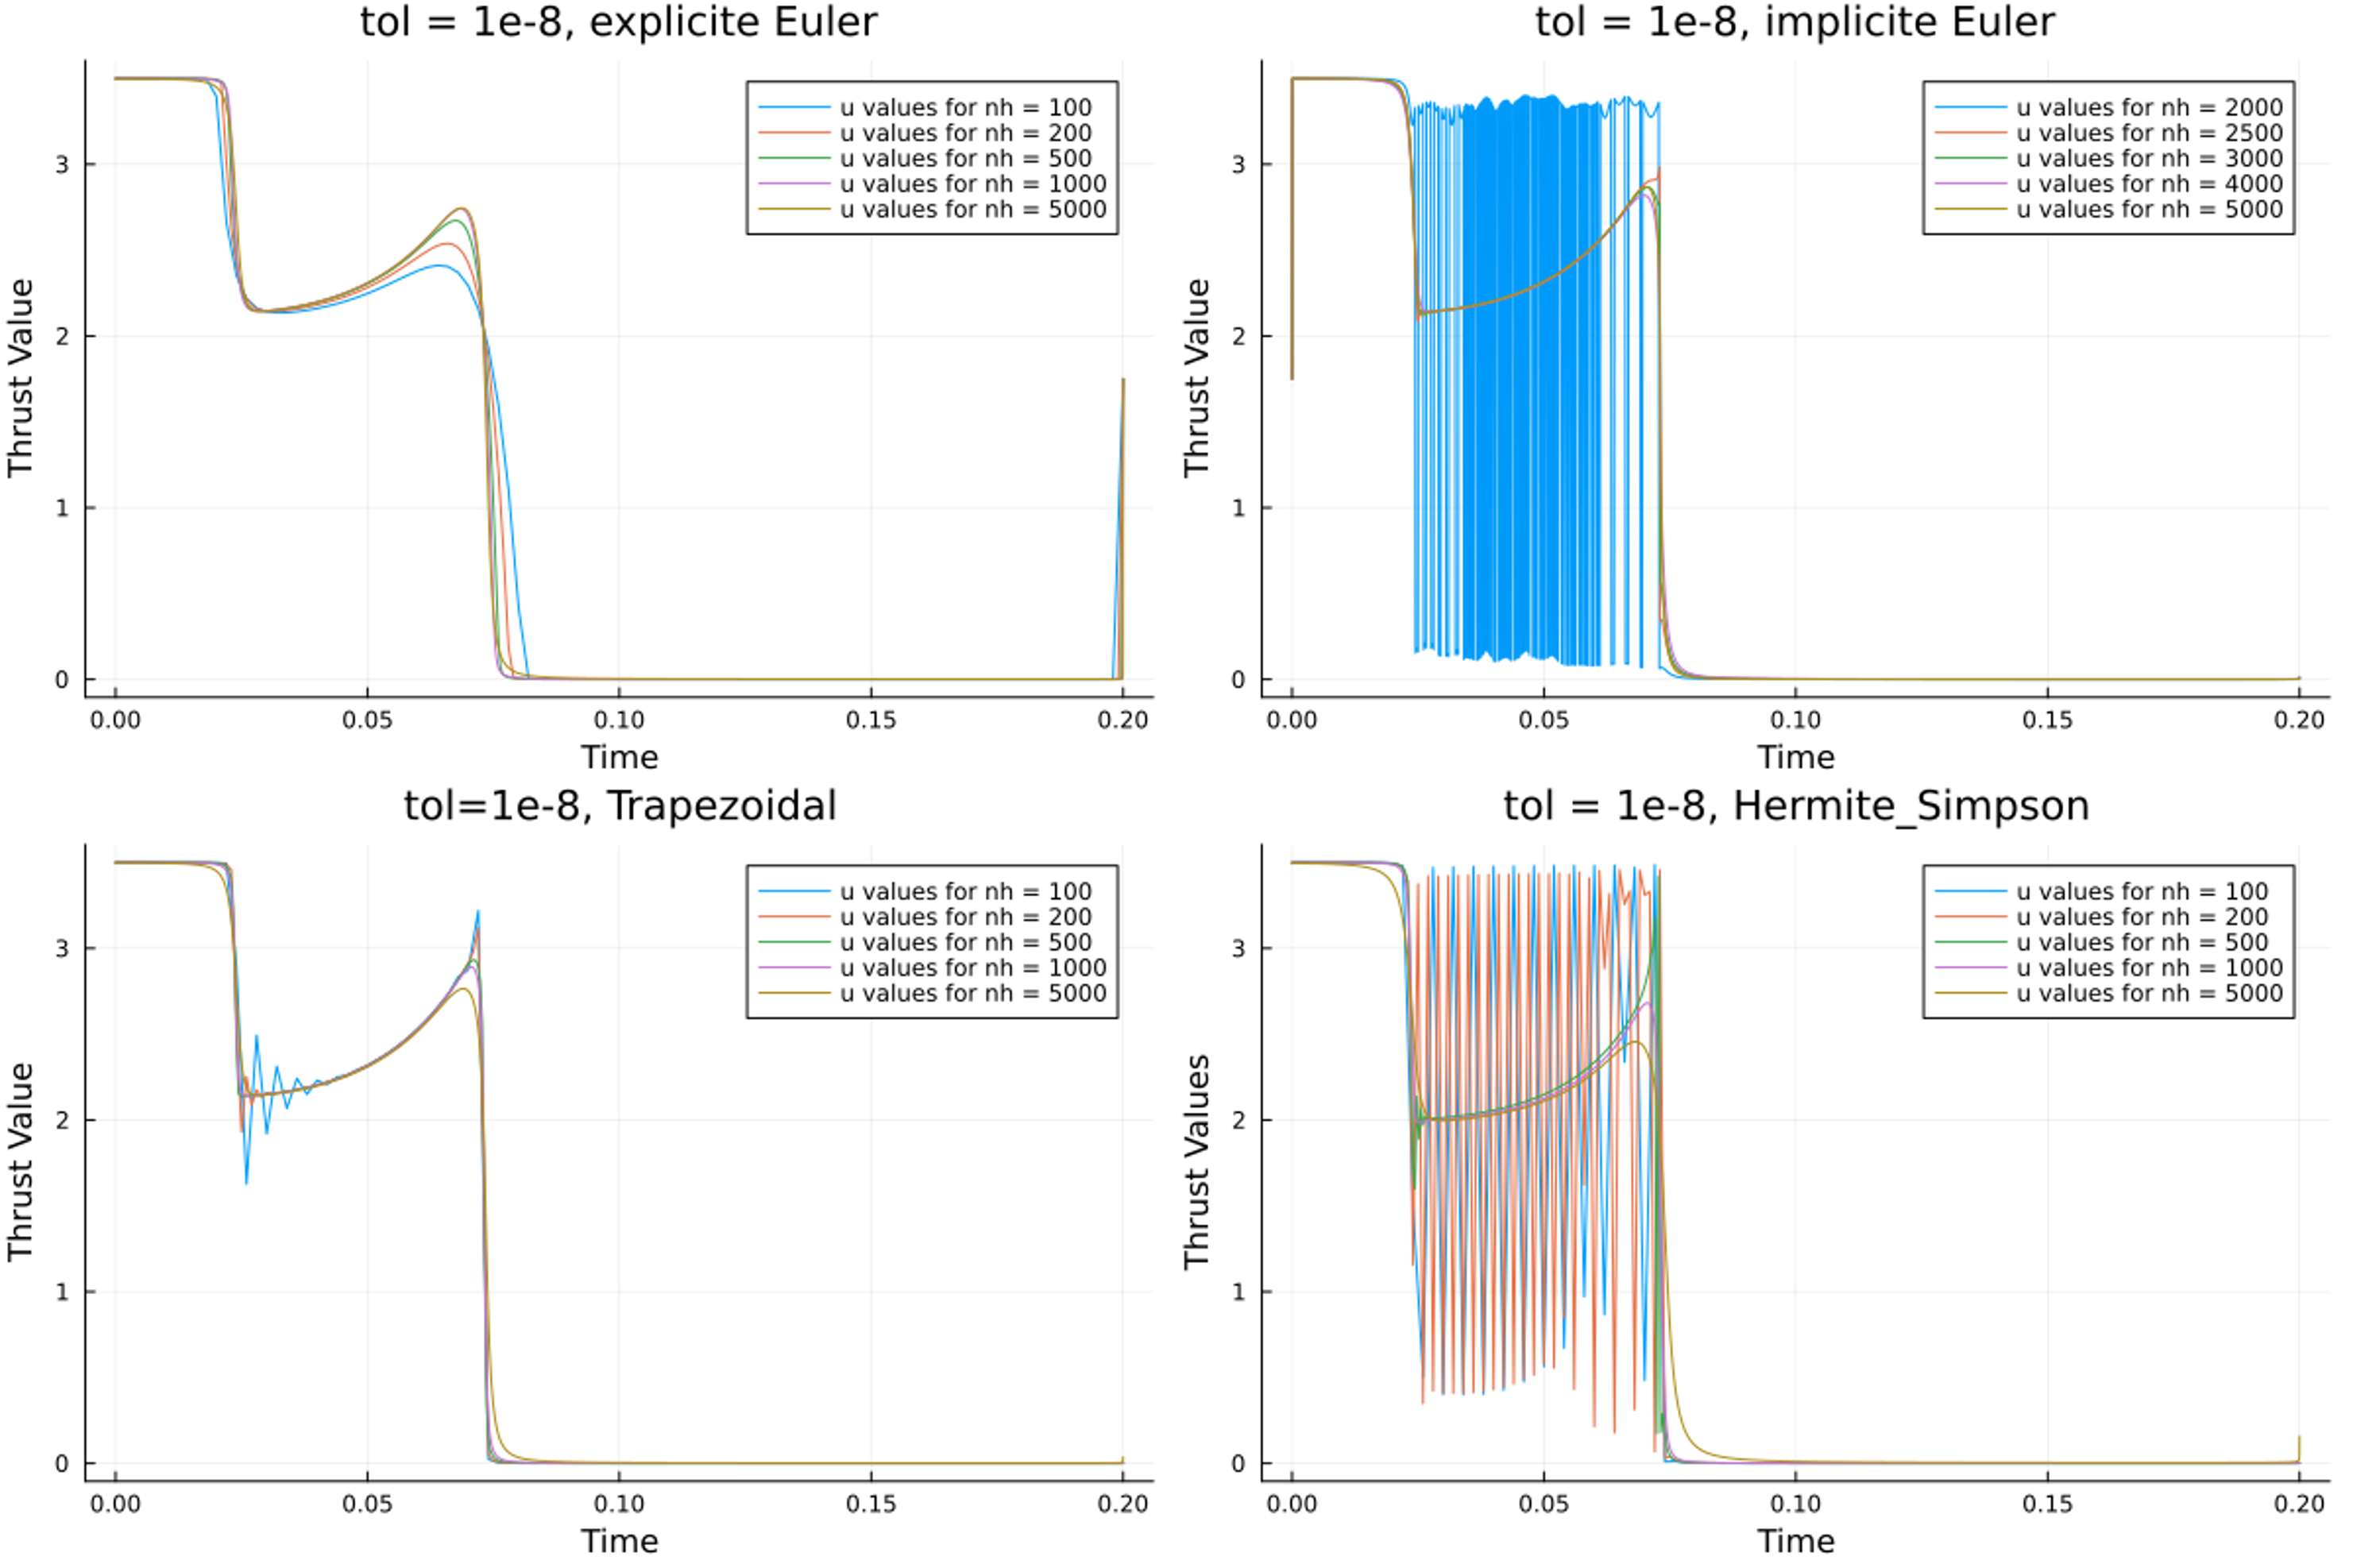 tol = 1e-8, explicite Euler
Thrust Value
3
2
1
0
u values for nh = 100
u values for nh = 200
u values for nh = 500
u values for nh = 1000
u values for nh = 5000
0.00 0.05 0.10 0.15 0.20
Time
tol = 1e-8, implicite Euler
Thrust Value
3
2
1
0
u values for nh = 2000
u values for nh = 2500
u values for nh = 3000
u values for nh = 4000
u values for nh = 5000
0.00 0.05 0.10 0.15 0.20
Time
tol=1e-8, Trapezoidal
Thrust Value
3
2
1
0
u values for nh = 100
u values for nh = 200
u values for nh = 500
u values for nh = 1000
u values for nh = 5000
0.00 0.05 0.10 0.15 0.20
Time
tol = 1e-8, Hermite_Simpson
Thrust Values
3
2
1
0
u values for nh = 100
u values for nh = 200
u values for nh = 500
u values for nh = 1000
u values for nh = 5000
0.00 0.05 0.10 0.15 0.20
Time